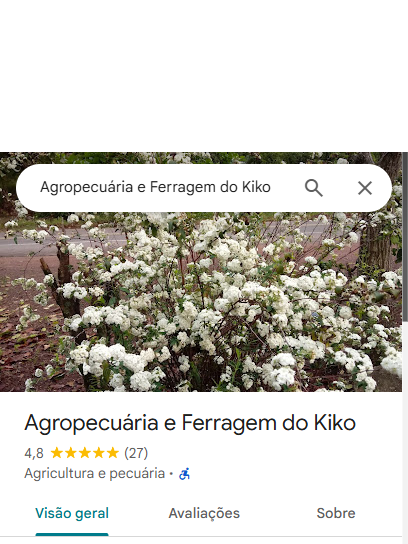 Agropecuária e Ferragem do Kiko
Agropecuária e Ferragem do Kiko
4,8 (27)
Agricultura e pecuária ·
Visão geral Avaliações Sobre